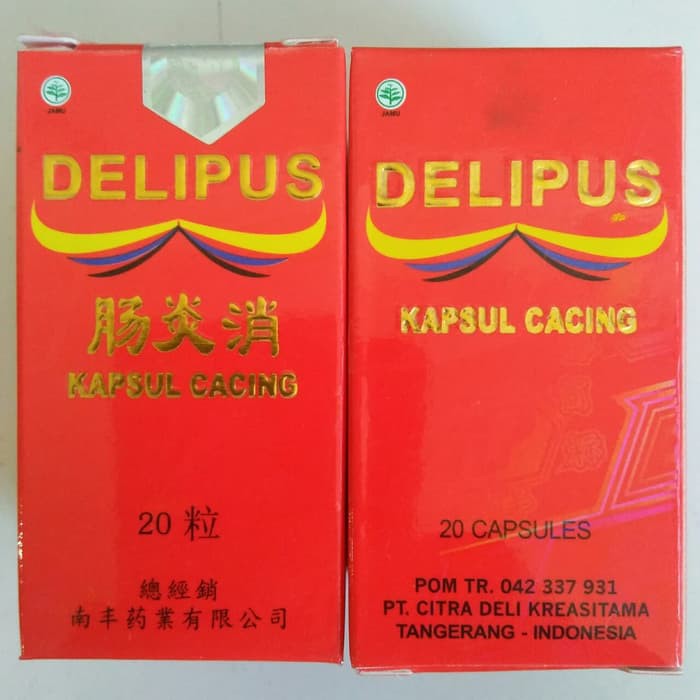 JAMU
DELIPUS
肠炎消
KAPSUL CACING
20 粒
總經銷
南丰药業有限公司
JAMU
DELIPUS
KAPSUL CACING
20 CAPSULES
POM TR. 042 337 931
PT. CITRA DELI KREASITAMA
TANGERANG - INDONESIA